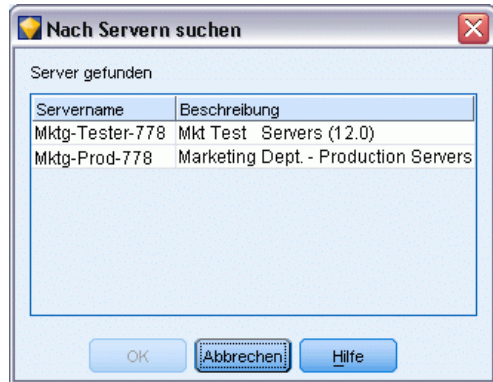 Nach Servern suchen
Server gefunden
Servername Beschreibung
Mktg-Tester-778 Mkt Test Servers (12.0)
Mktg-Prod-778 Marketing Dept. - Production Servers
OK Abbrechen Hilfe